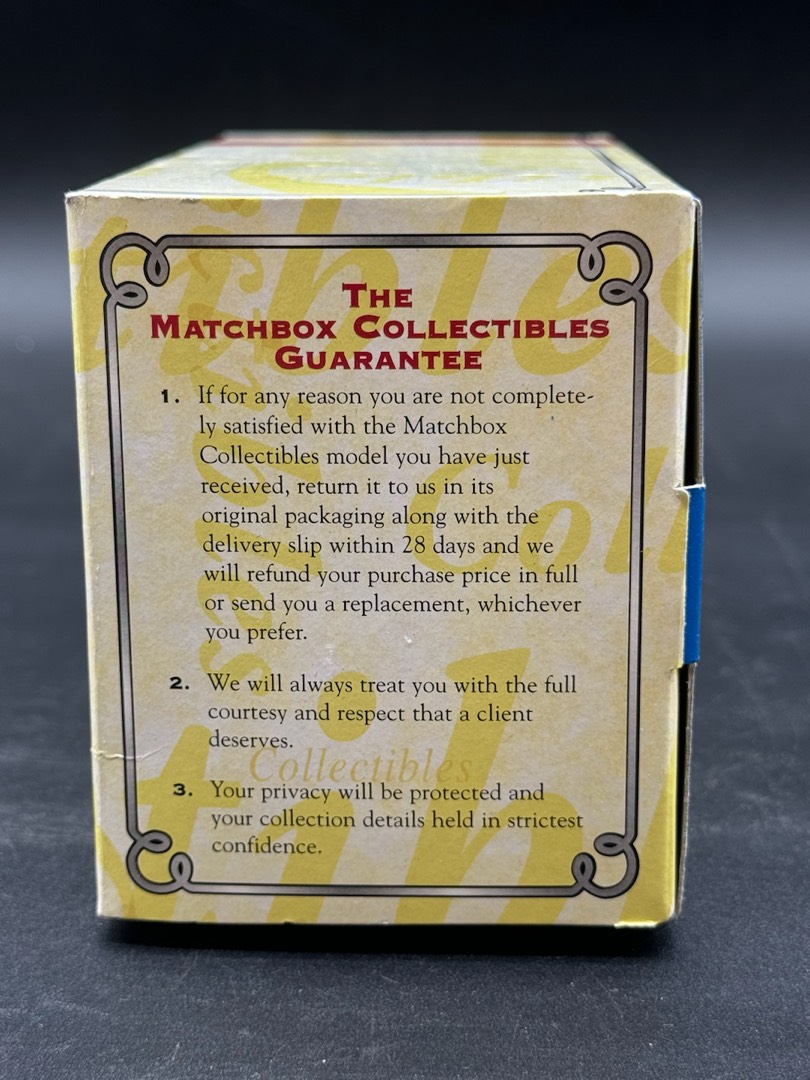 THE
MATCHBOX COLLECTIBLES
GUARANTEE
1. If for any reason you are not complete-
ly satisfied with the Matchbox
Collectibles model you have just
received, return it to us in its
original packaging along with the
delivery slip within 28 days and we
will refund your purchase price in full
or send you a replacement, whichever
you prefer.
2. We will always treat you with the full
courtesy and respect that a client
deserves.
Collectibles
3. Your privacy will be protected and
your collection details held in strictest
confidence.